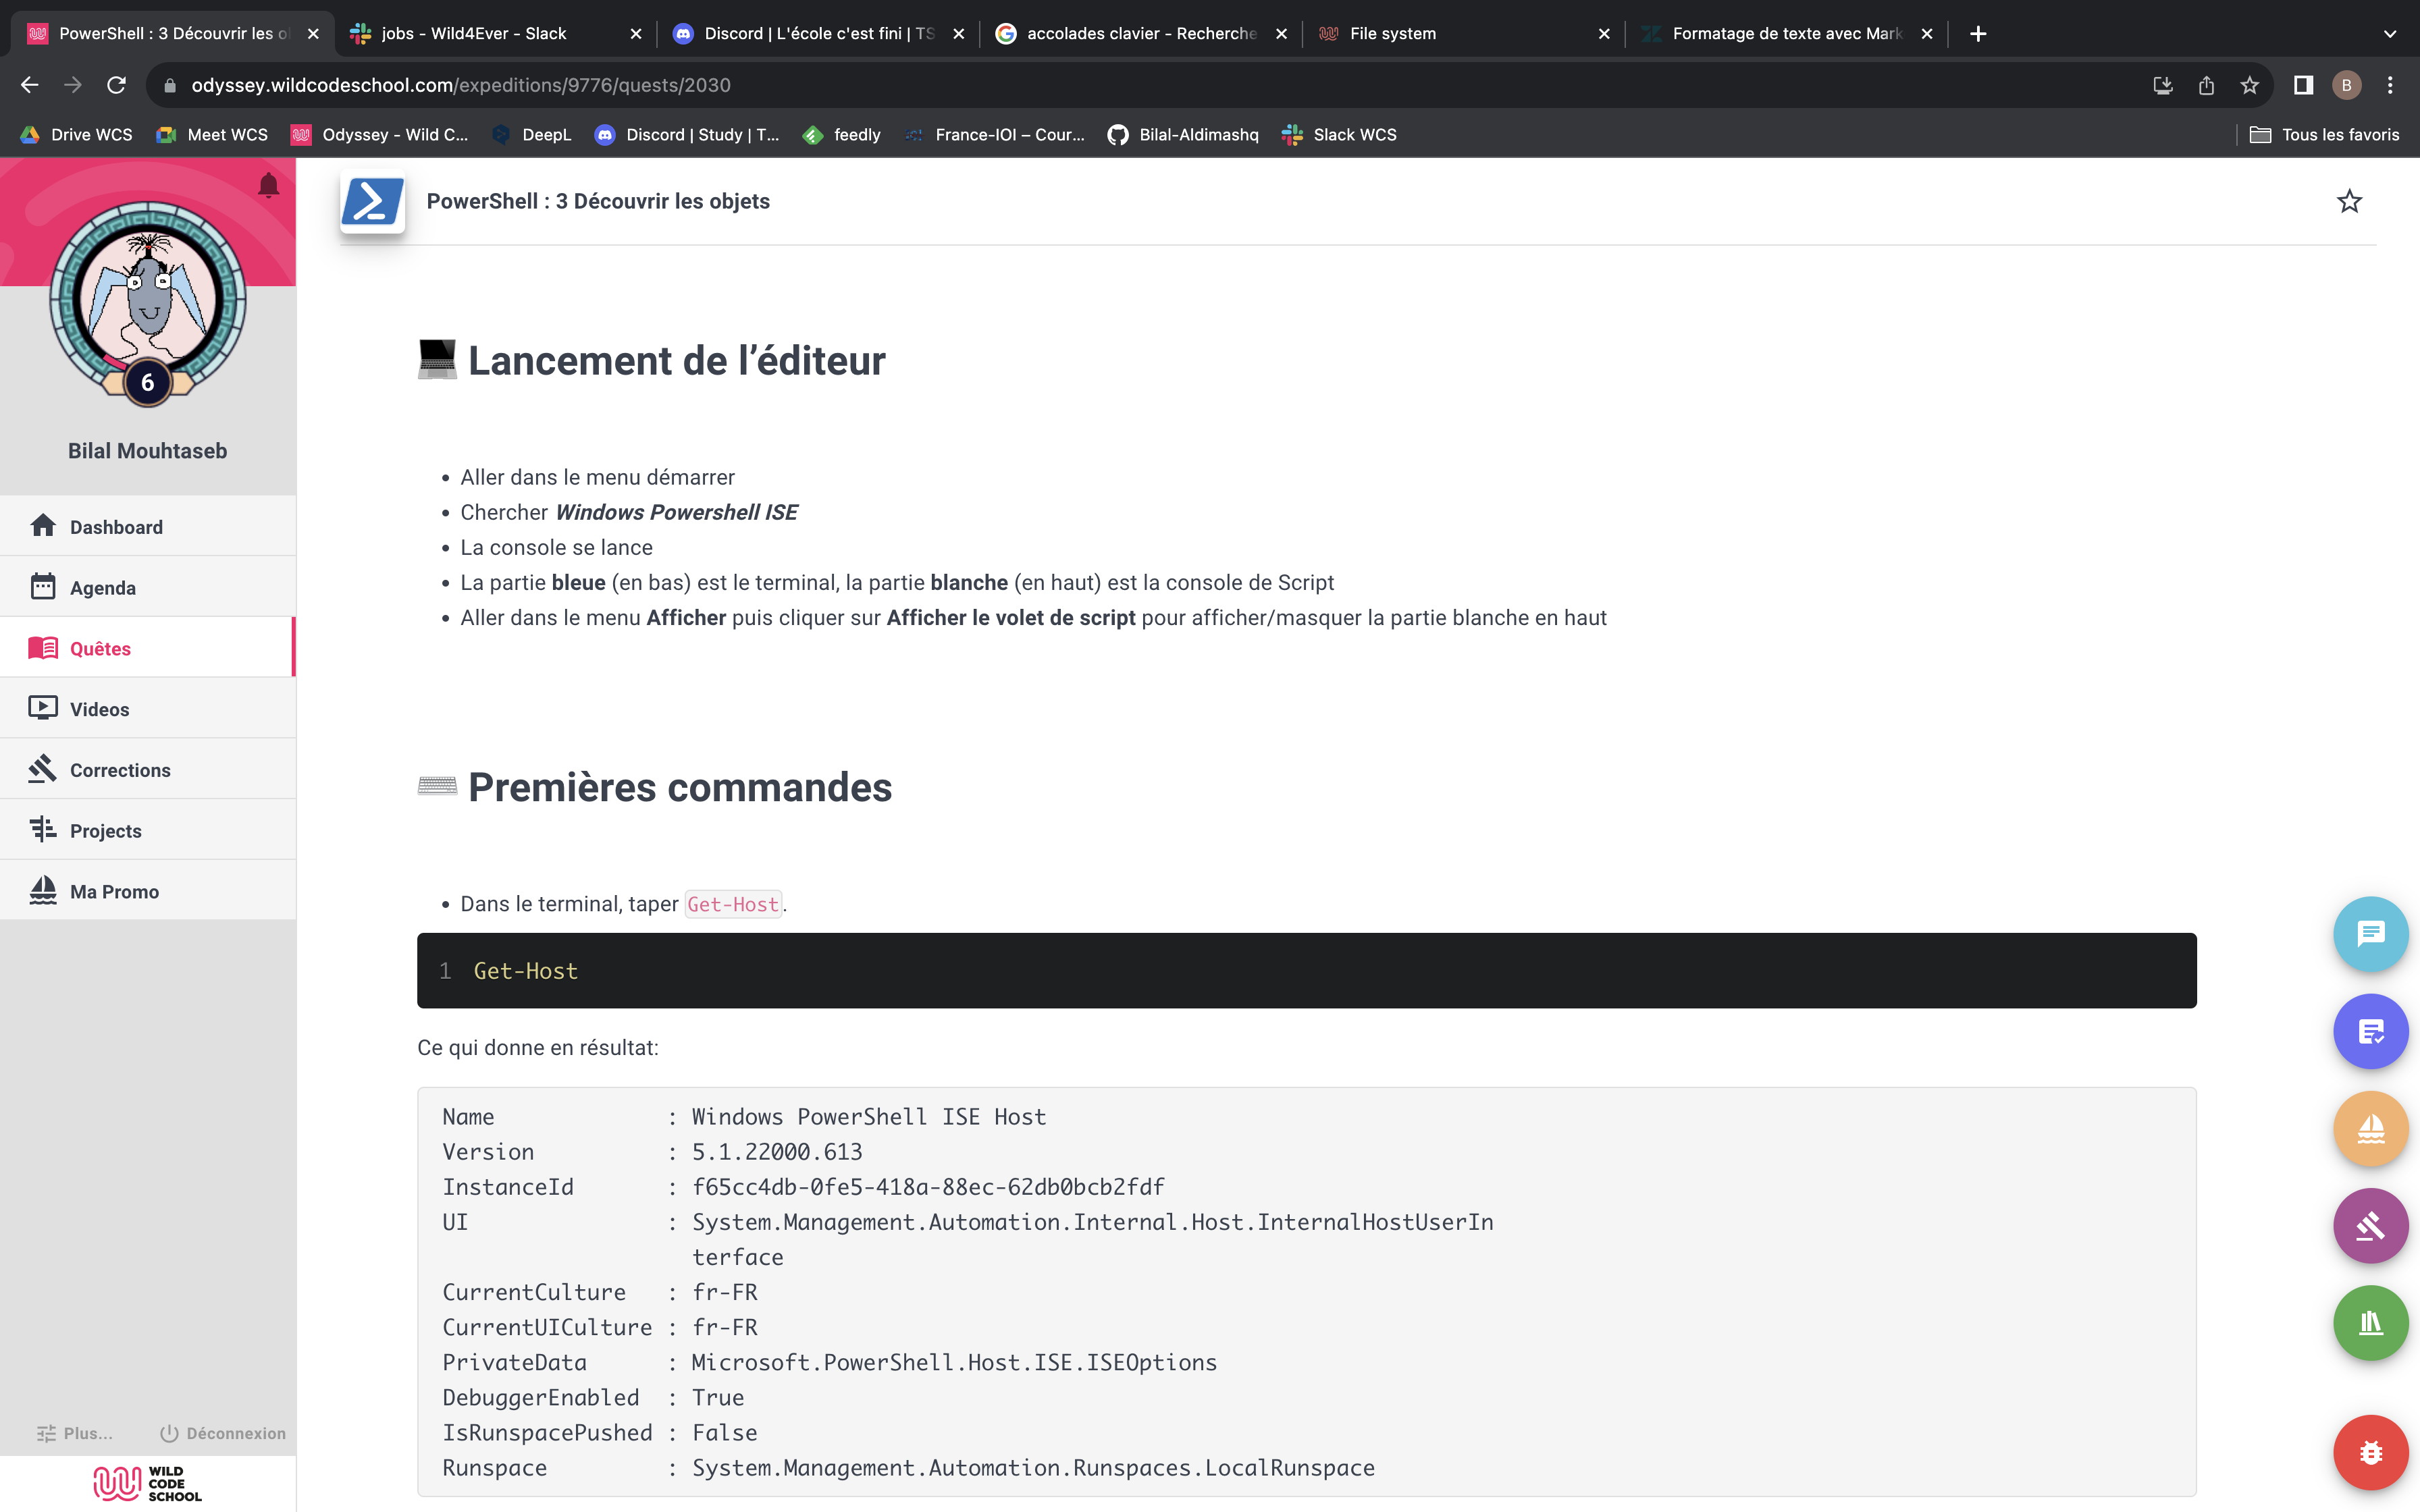 PowerShell : 3 Découvrir les o
jobs - Wild4Ever - Slack
Discord | L'école c'est fini | TS
accolades clavier - Recherche
File system
Formatage de texte avec Mark
odyssey.wildcodeschool.com/expeditions/9776/quests/2030
B
Drive WCS
Meet WCS
Odyssey - Wild C...
DeepL
Discord | Study | T...
feedly
France-IOI – Cour...
Bilal-Aldimashq
Slack WCS
Tous les favoris
6
Bilal Mouhtaseb
Dashboard
Agenda
Quêtes
Videos
Corrections
Projects
Ma Promo
Plus...
Déconnexion
WILD
CODE
SCHOOL
PowerShell : 3 Découvrir les objets
Lancement de l’éditeur
• Aller dans le menu démarrer
• Chercher Windows Powershell ISE
• La console se lance
• La partie bleue (en bas) est le terminal, la partie blanche (en haut) est la console de Script
• Aller dans le menu Afficher puis cliquer sur Afficher le volet de script pour afficher/masquer la partie blanche en haut
Premières commandes
• Dans le terminal, taper Get-Host.
1 Get-Host
Ce qui donne en résultat:
Name : Windows PowerShell ISE Host
Version : 5.1.22000.613
InstanceId : f65cc4db-0fe5-418a-88ec-62db0bcb2fdf
UI : System.Management.Automation.Internal.Host.InternalHostUserIn
terface
CurrentCulture : fr-FR
CurrentUICulture : fr-FR
PrivateData : Microsoft.PowerShell.Host.ISE.ISEOptions
DebuggerEnabled : True
IsRunspacePushed : False
Runspace : System.Management.Automation.Runspaces.LocalRunspace